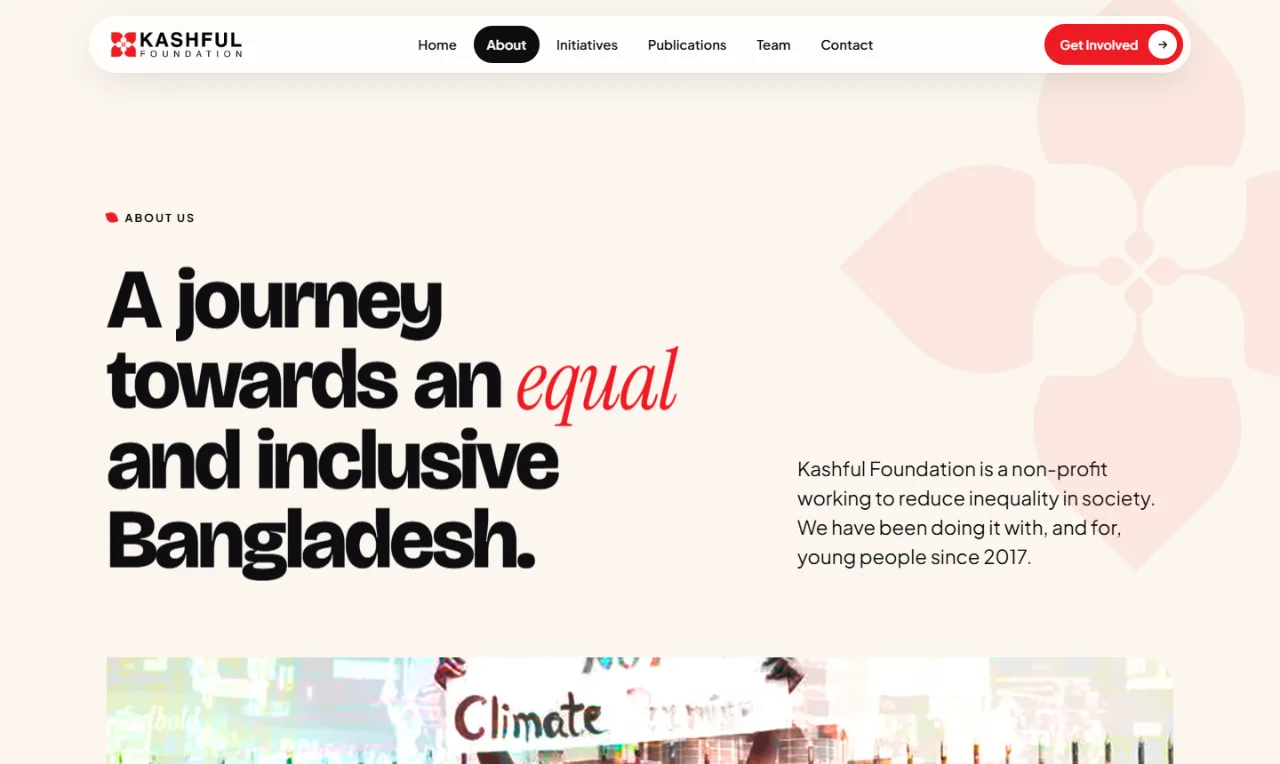 KASHFUL
FOUNDATION
Home
About
Initiatives
Publications
Team
Contact
Get Involved
ABOUT US
A journey
towards an equal
and inclusive
Bangladesh.
Kashful Foundation is a non-profit
working to reduce inequality in society.
We have been doing it with, and for,
young people since 2017.
Climate